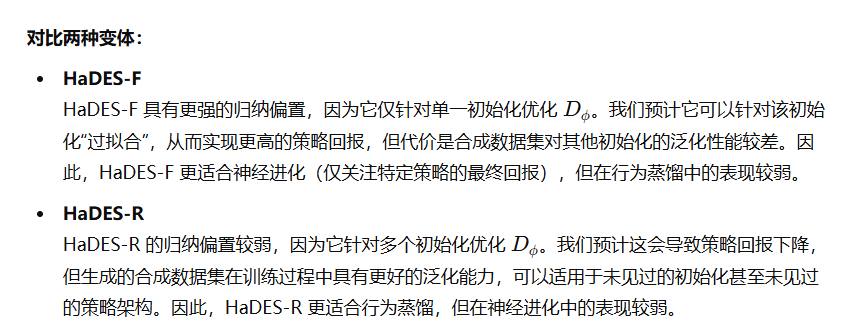 对比两种变体：
• HaDES-F
HaDES-F 具有更强的归纳偏置，因为它仅针对单一初始化优化 D_ϕ。我们预计它可以针对该初始
化“过拟合”，从而实现更高的策略回报，但代价是合成数据集对其他初始化的泛化性能较差。因
此，HaDES-F 更适合神经进化（仅关注特定策略的最终回报），但在行为蒸馏中的表现较弱。
• HaDES-R
HaDES-R 的归纳偏置较弱，因为它针对多个初始化优化 D_ϕ。我们预计这会导致策略回报下降，
但生成的合成数据集在训练过程中具有更好的泛化能力，可以适用于未见过的初始化甚至未见过
的策略架构。因此，HaDES-R 更适合行为蒸馏，但在神经进化中的表现较弱。